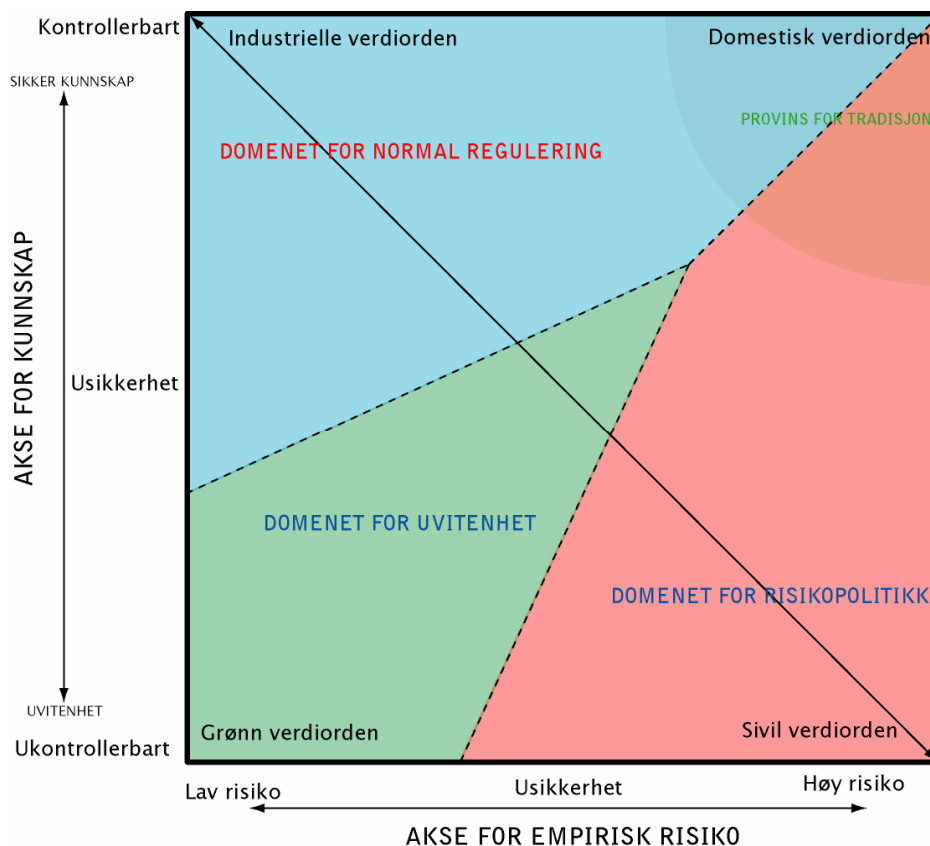 Kontrollerbart
Industrielle verdiorden
Domestisk verdiorden
SIKKER KUNNSKAP
PROVINS FOR TRADISJON
DOMENET FOR NORMAL REGULERING
AKSE FOR KUNNSKAP
Usikkerhet
DOMENET FOR UVITENHET
DOMENET FOR RISIKOPOLITIKK
UVITENHET
Grønn verdiorden
Sivil verdiorden
Ukontrollerbart
Lav risiko
Usikkerhet
Høy risiko
AKSE FOR EMPIRISK RISIKO